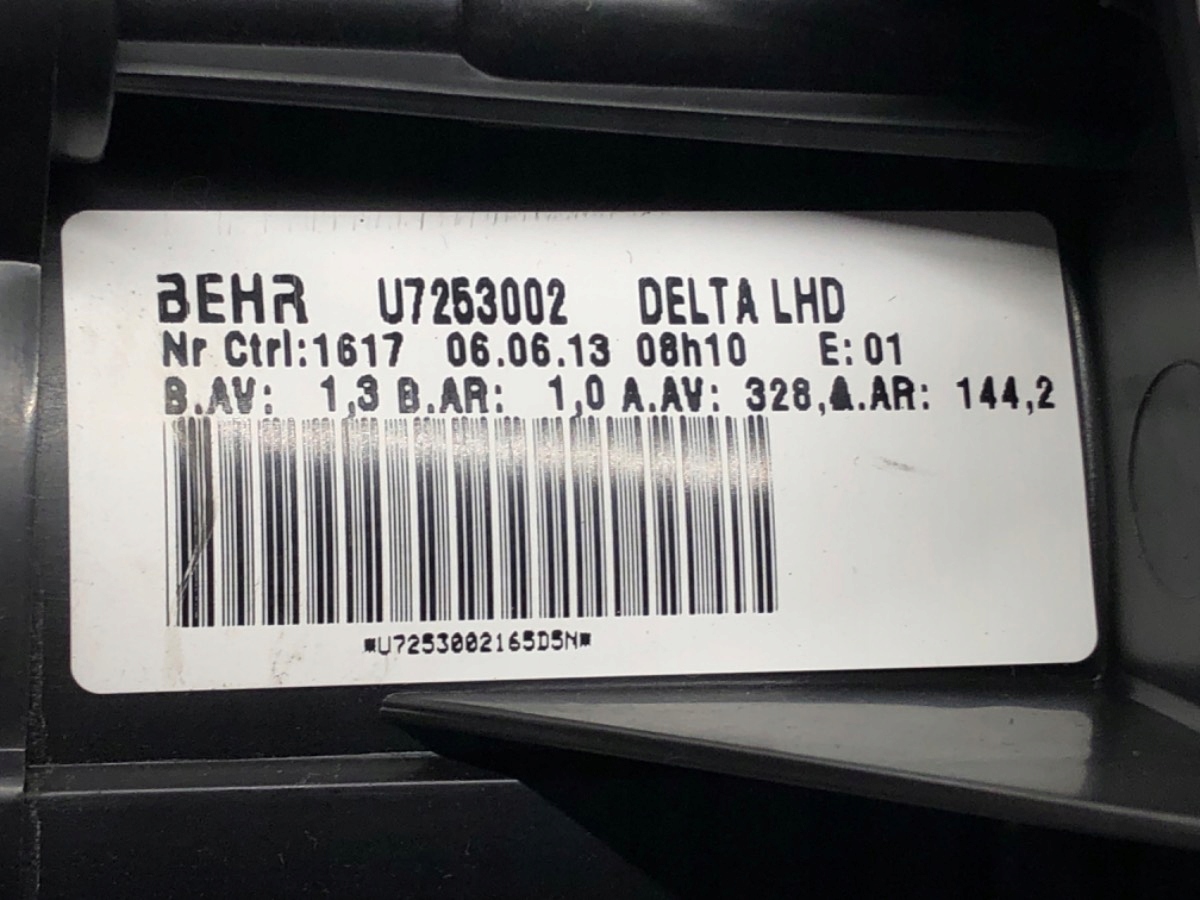 BEHR U7253002 DELTA LHD
Nr Ctrl:1617 06.06.13 08h10 E: 01
B.AV: 1,3 B.AR: 1,0 A.AV: 328,A.AR: 144,2
*U7253002165D5N*